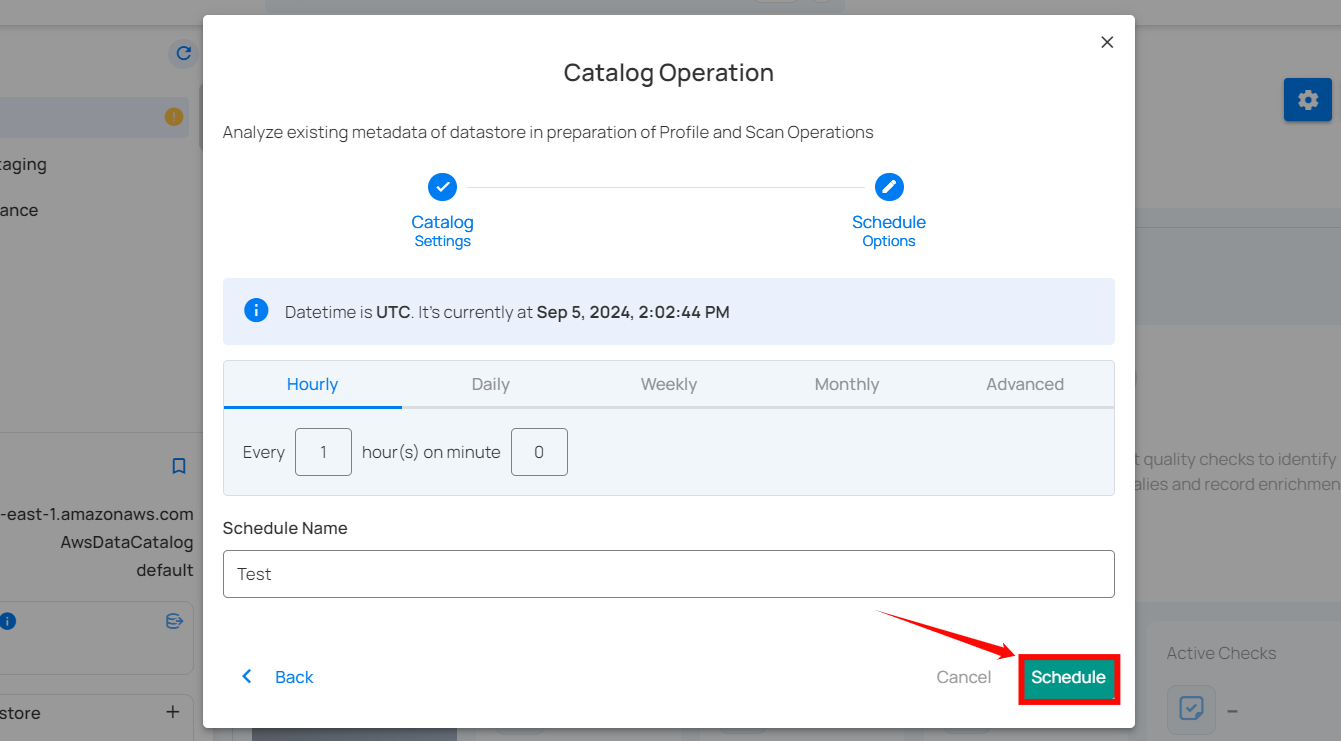 Catalog Operation
Analyze existing metadata of datastore in preparation of Profile and Scan Operations
Catalog
Settings
Schedule
Options
Datetime is UTC. It's currently at Sep 5, 2024, 2:02:44 PM
Hourly Daily Weekly Monthly Advanced
Every 1 hour(s) on minute 0
Schedule Name
Test
Back Cancel Schedule
taging
ance
-east-1.amazonaws.com
AwsDataCatalog
default
store
t quality checks to identify
alies and record enrichmen
Active Checks
–